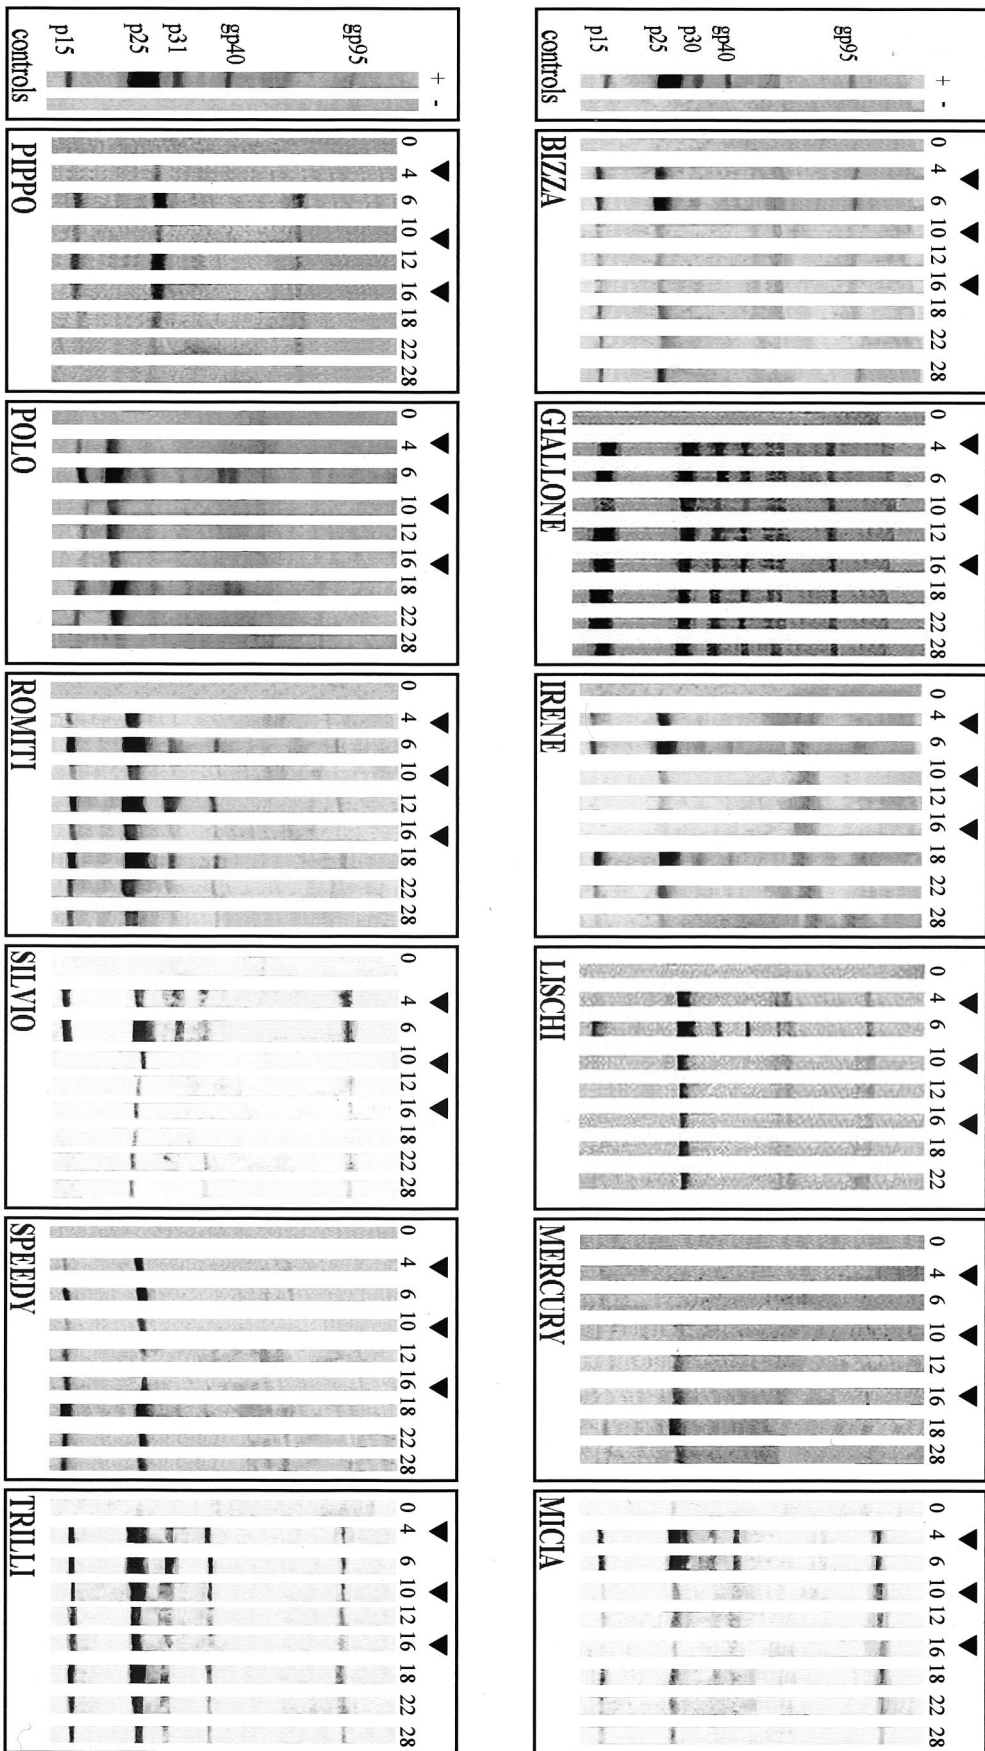 + - 0 4 6 10 12 16 18 22 28 0 4 6 10 12 16 18 22 28 0 4 6 10 12 16 18 22 28 0 4 6 10 12 16 18 22 0 4 6 10 12 16 18 28 0 4 6 10 12 16 18 22 28
gp95
gp40
p30
p25
p15
controls BIZZA GIALLONE IRENE LISCHI MERCURY MICIA
+ - 0 4 6 10 12 16 18 22 28 0 4 6 10 12 16 18 22 28 0 4 6 10 12 16 18 22 28 0 4 6 10 12 16 18 22 28 0 4 6 10 12 16 18 22 28 0 4 6 10 12 16 18 22 28
gp95
gp40
p31
p25
p15
controls PIPPO POLO ROMITI SILVIO SPEEDY TRILLI